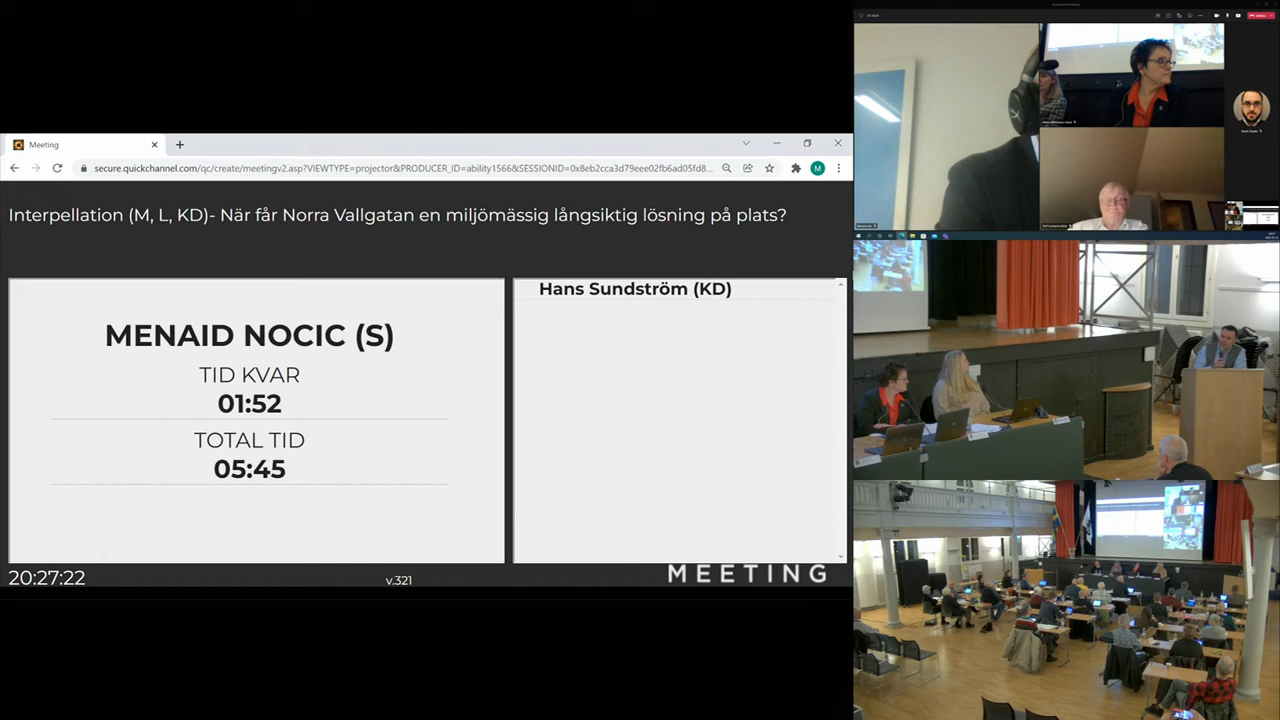 Meeting
secure.quickchannel.com/qc/create/meetingv2.asp?VIEWTYPE=projector&PRODUCER_ID=ability1566&SESSIONID=0x8eb2cca3d79eee02fb6ad05fd8...
M
Interpellation (M, L, KD)- När får Norra Vallgatan en miljömässig långsiktig lösning på plats?
MENAID NOCIC (S)
TID KVAR
01:52
TOTAL TID
05:45
Hans Sundström (KD)
20:27:22
v.321
MEETING